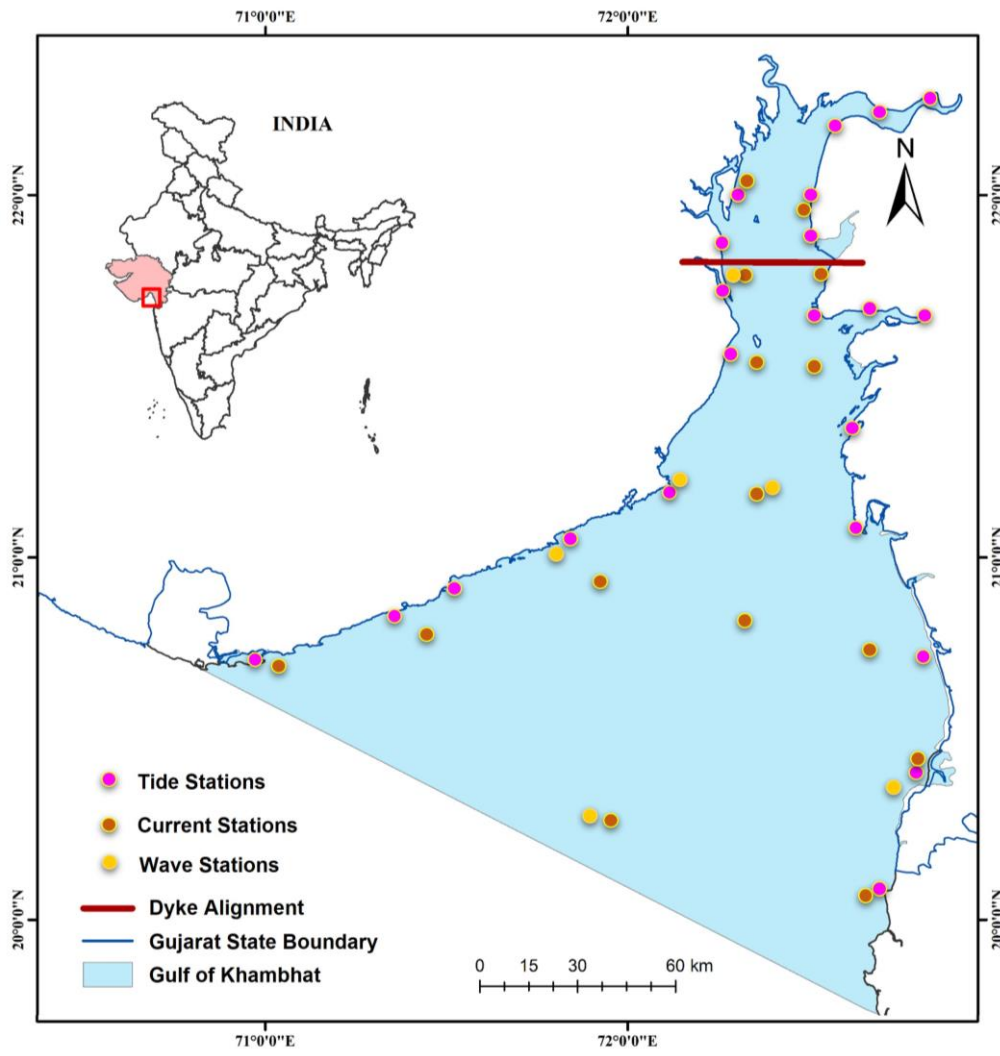 71°0'0"E 72°0'0"E
INDIA
N
22°0'0"N 22°0'0"N
21°0'0"N 21°0'0"N
Tide Stations
Current Stations
Wave Stations
Dyke Alignment
20°0'0"N 20°0'0"N
Gujarat State Boundary
Gulf of Khambhat
0 15 30 60 km
71°0'0"E 72°0'0"E